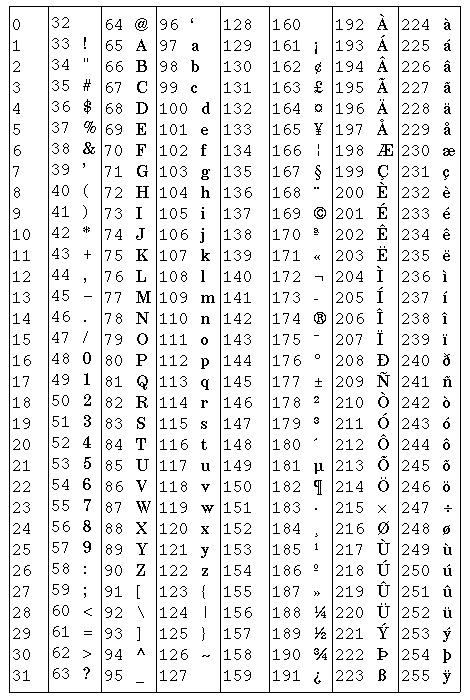 0 32 64 @ 96 ‘ 128 160 192 À 224 à
1 33 ! 65 A 97 a 129 161 ¡ 193 Á 225 á
2 34 " 66 B 98 b 130 162 ¢ 194 Â 226 â
3 35 # 67 C 99 c 131 163 £ 195 Ã 227 ã
4 36 $ 68 D 100 d 132 164 ¤ 196 Ä 228 ä
5 37 % 69 E 101 e 133 165 ¥ 197 Å 229 å
6 38 & 70 F 102 f 134 166 ¦ 198 Æ 230 æ
7 39 ’ 71 G 103 g 135 167 § 199 Ç 231 ç
8 40 ( 72 H 104 h 136 168 ¨ 200 È 232 è
9 41 ) 73 I 105 i 137 169 © 201 É 233 é
10 42 * 74 J 106 j 138 170 ª 202 Ê 234 ê
11 43 + 75 K 107 k 139 171 « 203 Ë 235 ë
12 44 , 76 L 108 l 140 172 ¬ 204 Ì 236 ì
13 45 – 77 M 109 m 141 173 - 205 Í 237 í
14 46 . 78 N 110 n 142 174 ® 206 Î 238 î
15 47 / 79 O 111 o 143 175 ¯ 207 Ï 239 ï
16 48 0 80 P 112 p 144 176 ° 208 Ð 240 ð
17 49 1 81 Q 113 q 145 177 ± 209 Ñ 241 ñ
18 50 2 82 R 114 r 146 178 ² 210 Ò 242 ò
19 51 3 83 S 115 s 147 179 ³ 211 Ó 243 ó
20 52 4 84 T 116 t 148 180 ´ 212 Ô 244 ô
21 53 5 85 U 117 u 149 181 µ 213 Õ 245 õ
22 54 6 86 V 118 v 150 182 ¶ 214 Ö 246 ö
23 55 7 87 W 119 w 151 183 · 215 × 247 ÷
24 56 8 88 X 120 x 152 184 ¸ 216 Ø 248 ø
25 57 9 89 Y 121 y 153 185 ¹ 217 Ù 249 ù
26 58 : 90 Z 122 z 154 186 º 218 Ú 250 ú
27 59 ; 91 [ 123 { 155 187 » 219 Û 251 û
28 60 < 92 \ 124 | 156 188 ¼ 220 Ü 252 ü
29 61 = 93 ] 125 } 157 189 ½ 221 Ý 253 ý
30 62 > 94 ^ 126 ~ 158 190 ¾ 222 Þ 254 þ
31 63 ? 95 _ 127 159 191 ¿ 223 ß 255 ÿ